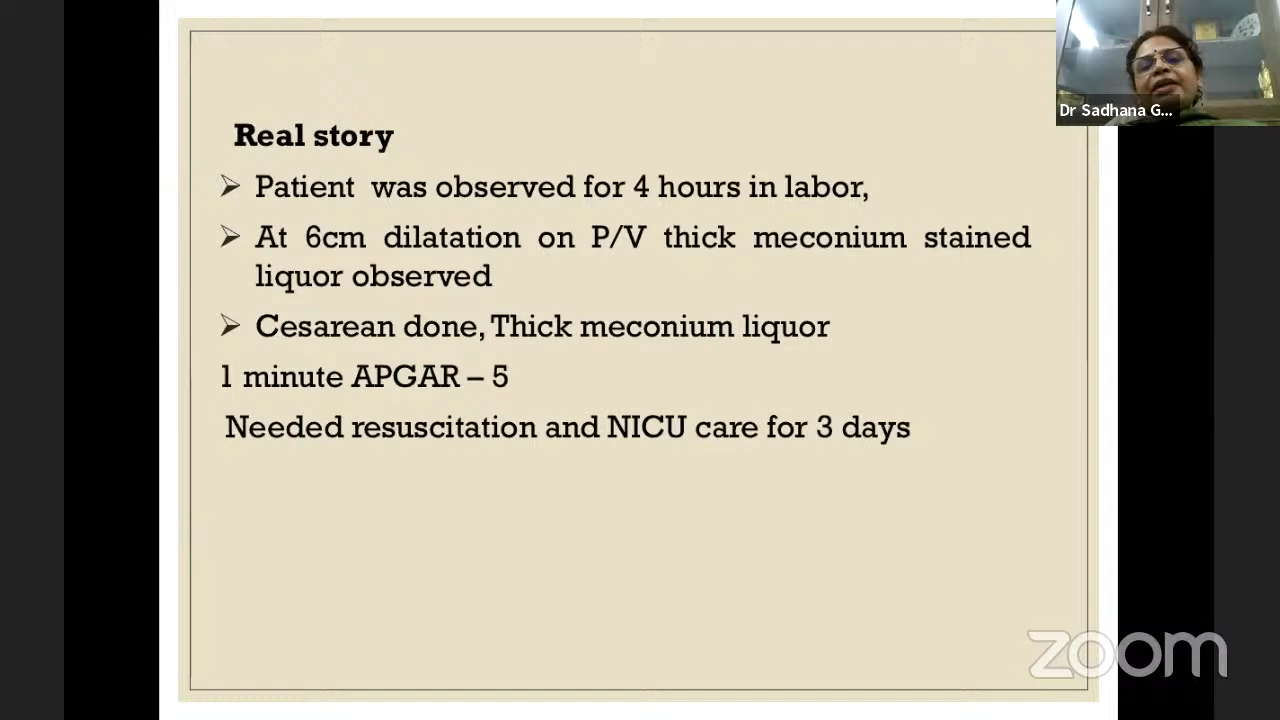 Dr Sadhana G...
Real story
➤ Patient was observed for 4 hours in labor,
➤ At 6cm dilatation on P/V thick meconium stained
liquor observed
➤ Cesarean done, Thick meconium liquor
1 minute APGAR – 5
Needed resuscitation and NICU care for 3 days
zoom